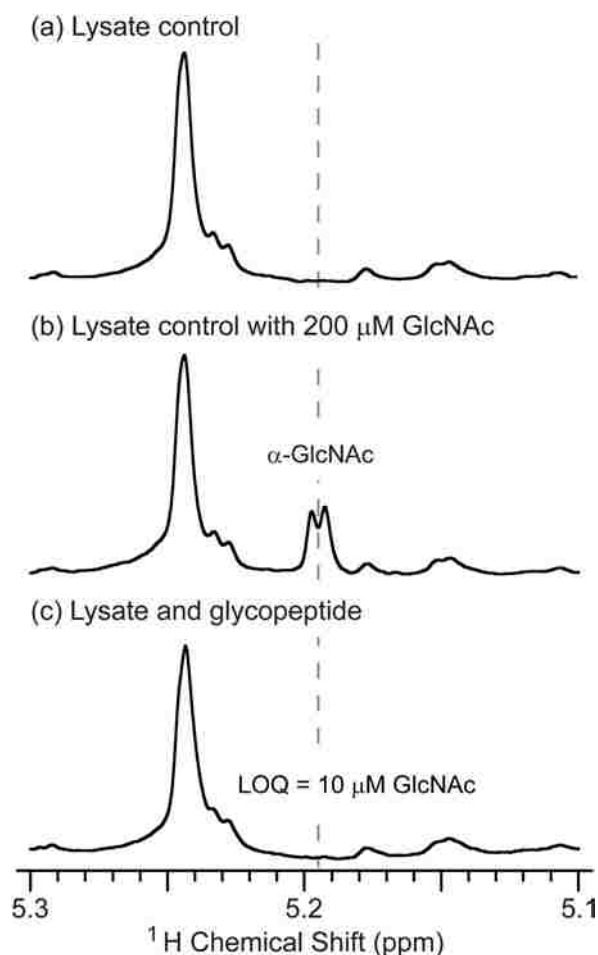 (a) Lysate control
(b) Lysate control with 200 μM GlcNAc
α-GlcNAc
(c) Lysate and glycopeptide
LOQ = 10 μM GlcNAc
5.3 5.2 5.1
¹H Chemical Shift (ppm)